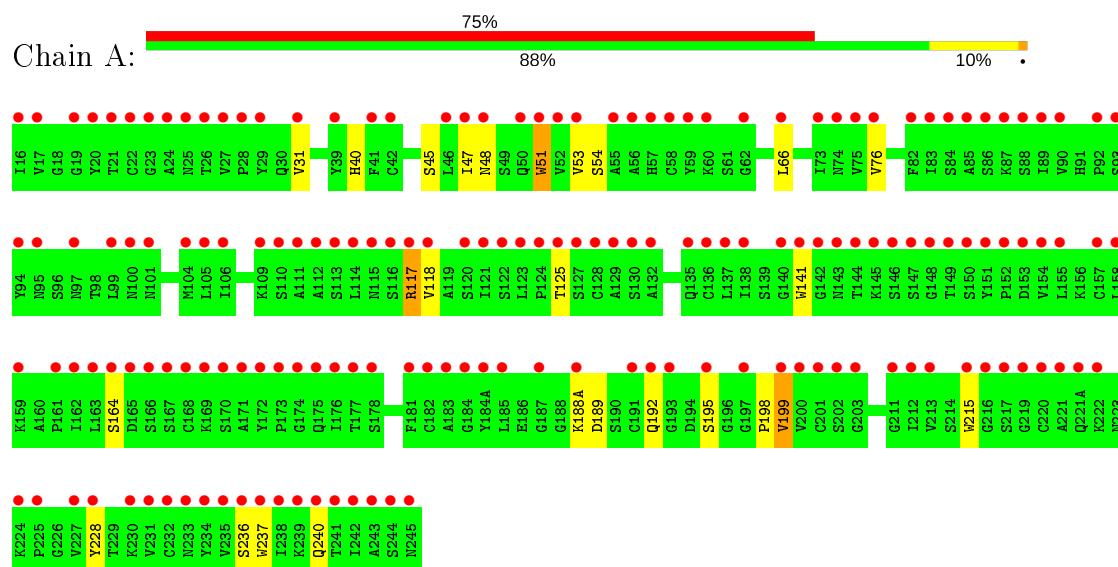 75%
Chain A:
88% 10% •
I16 V17 G18 G19 Y20 T21 C22 G23 A24 N25 T26 V27 P28 Y29 Q30 V31 Y39 H40 F41 C42 S45 L46 I47 N48 S49 Q50 W51 V52 V53 S54 A55 A56 H57 C58 Y59 K60 S61 G62 L66 I73 N74 V75 V76 F82 I83 S84 A85 S86 K87 S88 I89 V90 H91 P92 S93
Y94 N95 S96 N97 T98 L99 N100 N101 M104 L105 I106 K109 S110 A111 A112 S113 L114 N115 S116 R117 V118 A119 S120 I121 S122 L123 P124 T125 S127 C128 A129 S130 A132 Q135 C136 L137 I138 S139 G140 W141 G142 N143 T144 K145 S146 S147 G148 T149 S150 Y151 P152 D153 V154 L155 K156 C157 L158
K159 A160 P161 I162 L163 S164 D165 S166 S167 C168 K169 S170 A171 Y172 P173 G174 Q175 I176 T177 S178 F181 C182 A183 G184 Y184A L185 E186 G187 G188 K188A D189 S190 C191 Q192 G193 D194 S195 G196 G197 P198 V199 V200 C201 S202 G203 G211 I212 V213 S214 W215 G216 S217 G219 C220 A221 Q221A K222 N223
K224 P225 G226 V227 Y228 T229 K230 V231 C232 N233 Y234 V235 S236 W237 I238 K239 Q240 T241 I242 A243 S244 N245